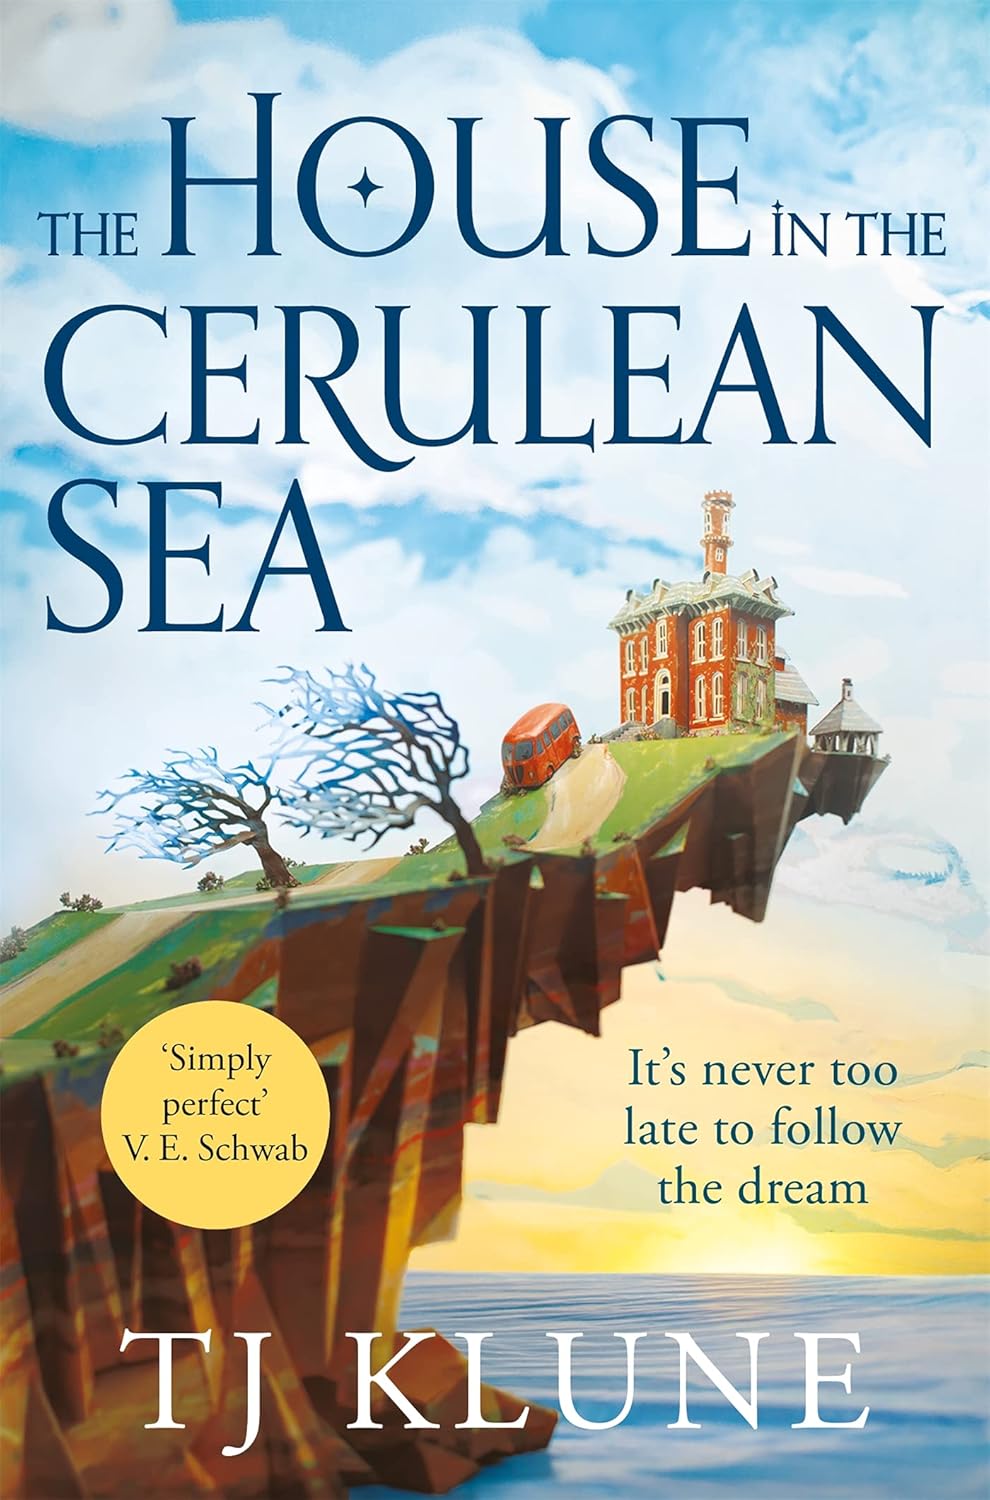 THE HOUSE IN THE
CERULEAN
SEA
‘Simply
perfect’
V. E. Schwab
It’s never too
late to follow
the dream
TJ KLUNE